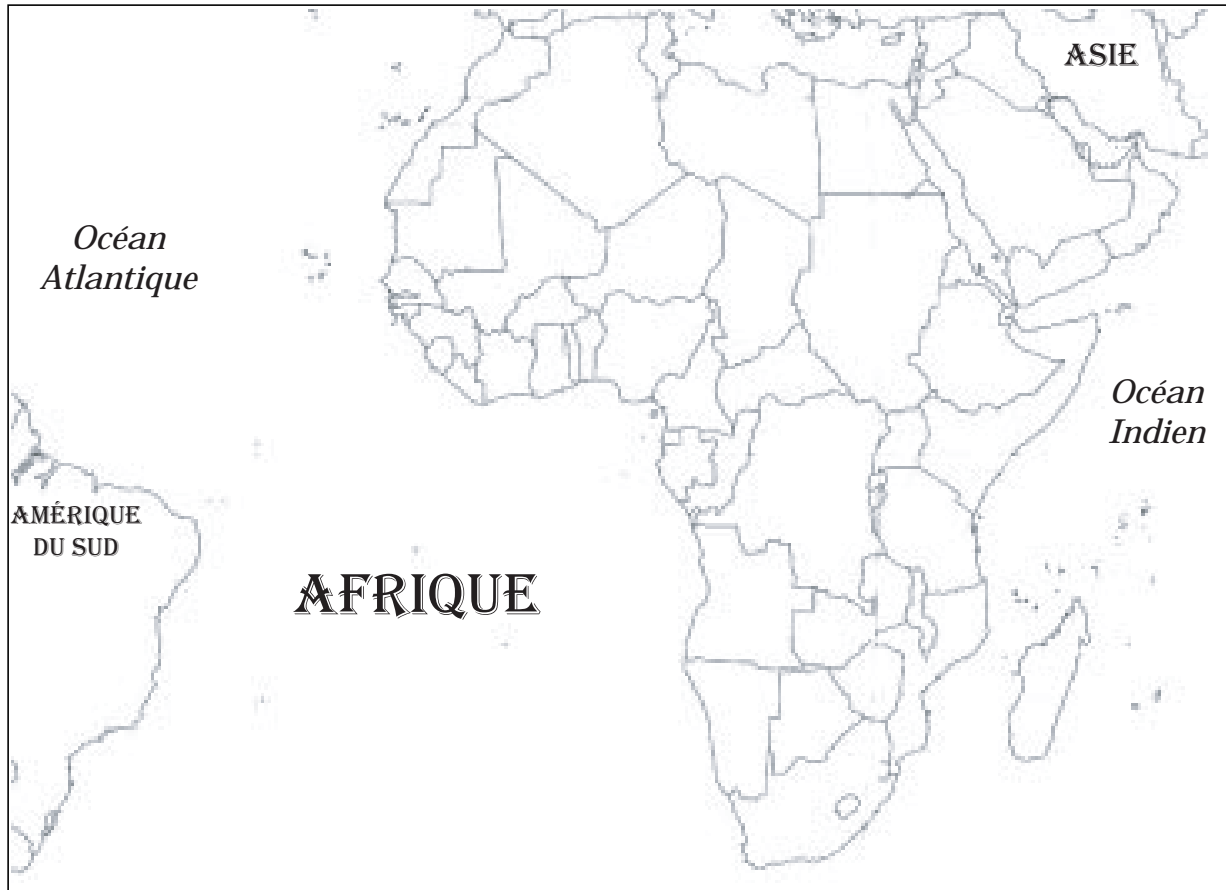 ASIE
Océan
Atlantique
Océan
Indien
AMÉRIQUE
DU SUD
AFRIQUE